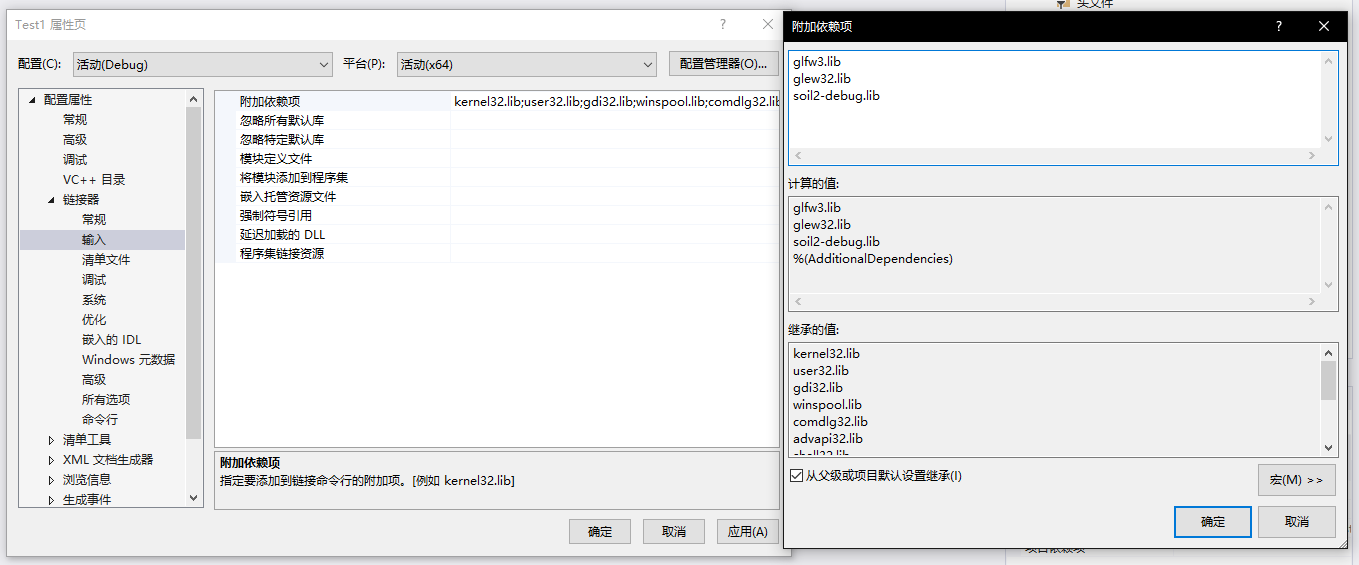 头文件
Test1 属性页
?
配置(C):
活动(Debug)
平台(P):
活动(x64)
配置管理器(O)...
配置属性
常规
高级
调试
VC++ 目录
链接器
常规
输入
清单文件
调试
系统
优化
嵌入的 IDL
Windows 元数据
高级
所有选项
命令行
清单工具
XML 文档生成器
浏览信息
生成事件
附加依赖项
kernel32.lib;user32.lib;gdi32.lib;winspool.lib;comdlg32.lib
忽略所有默认库
忽略特定默认库
模块定义文件
将模块添加到程序集
嵌入托管资源文件
强制符号引用
延迟加载的 DLL
程序集链接资源
附加依赖项
指定要添加到链接命令行的附加项。[例如 kernel32.lib]
确定
取消
应用(A)
附加依赖项
?
glfw3.lib
glew32.lib
soil2-debug.lib
计算的值:
glfw3.lib
glew32.lib
soil2-debug.lib
%(AdditionalDependencies)
继承的值:
kernel32.lib
user32.lib
gdi32.lib
winspool.lib
comdlg32.lib
advapi32.lib
shell32.lib
从父级或项目默认设置继承(I)
宏(M) >>
确定
取消
项目依赖项